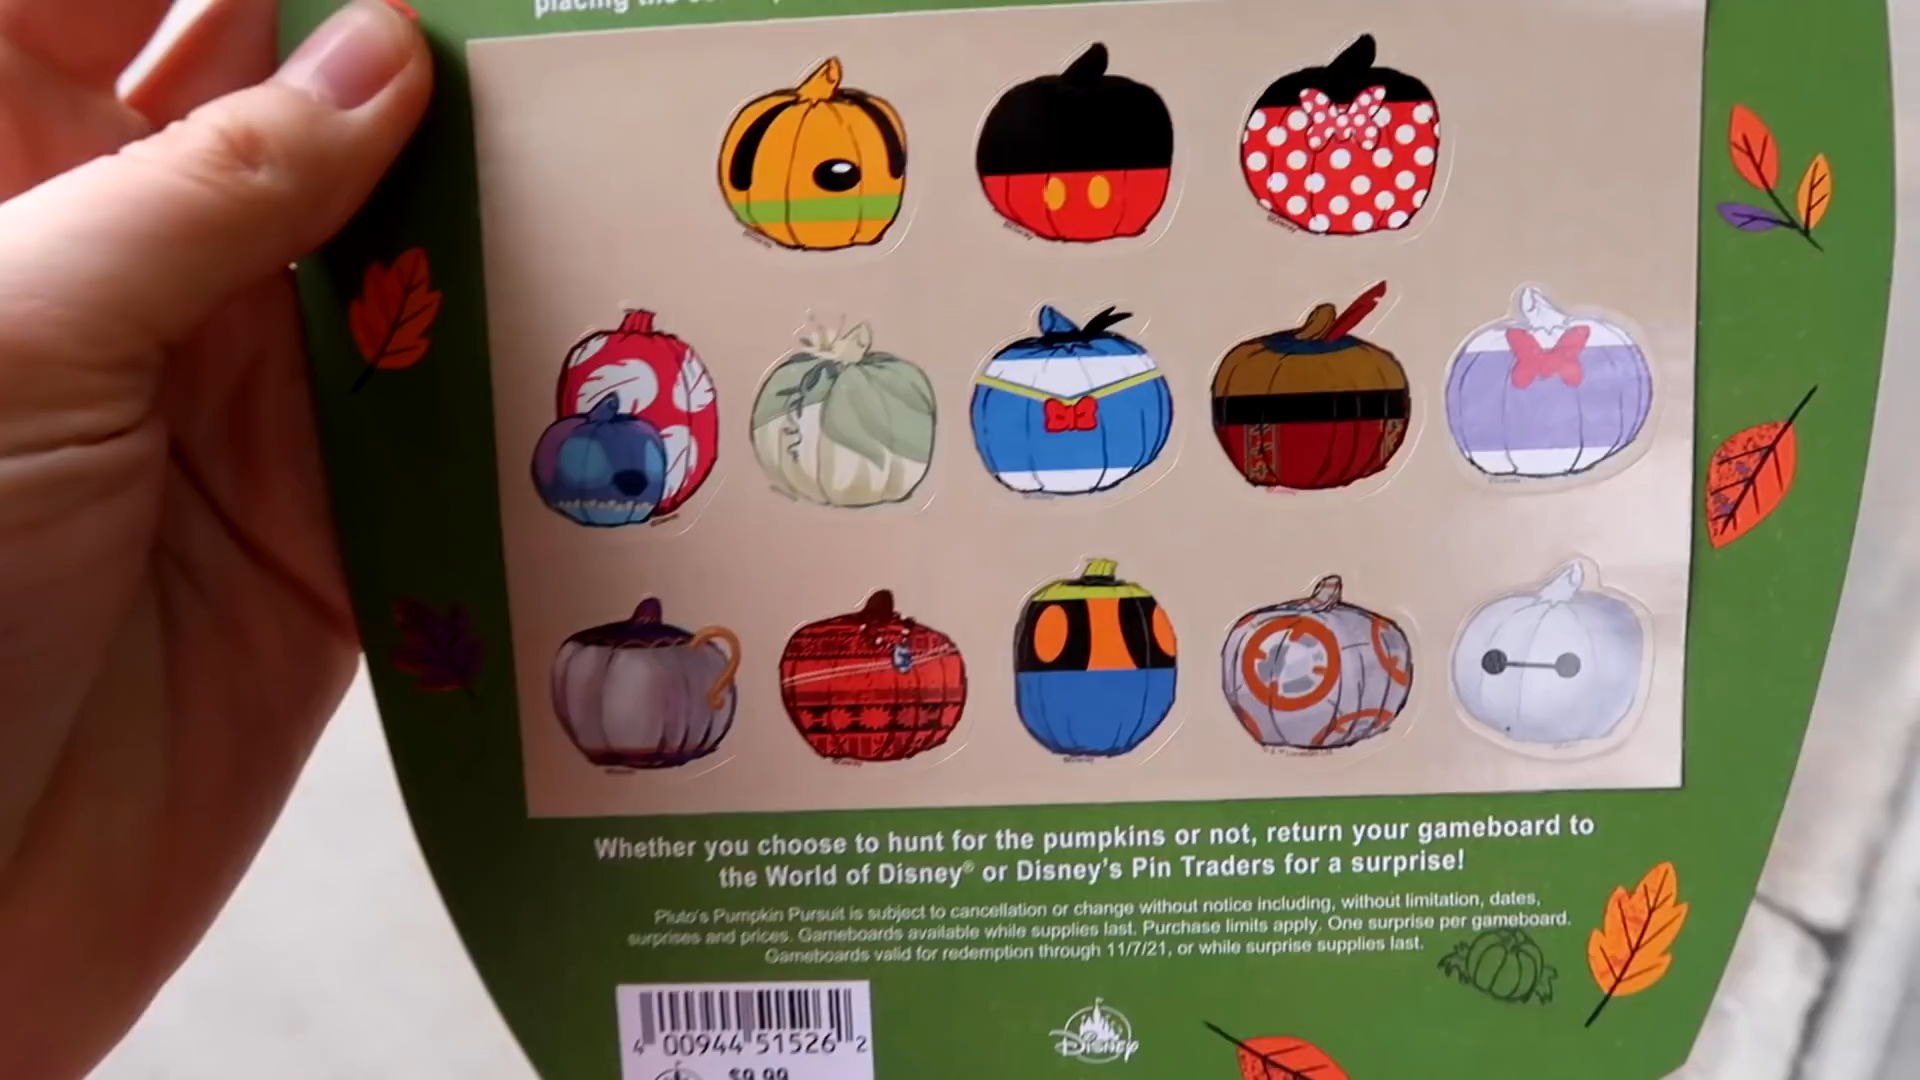 placing the
Whether you choose to hunt for the pumpkins or not, return your gameboard to
the World of Disney® or Disney's Pin Traders for a surprise!
Pluto's Pumpkin Pursuit is subject to cancellation or change without notice including, without limitation, dates,
surprises and prices. Gameboards available while supplies last. Purchase limits apply. One surprise per gameboard.
Gameboards valid for redemption through 11/7/21, or while surprise supplies last.
4 00944 51526 2
$9.99
Disney